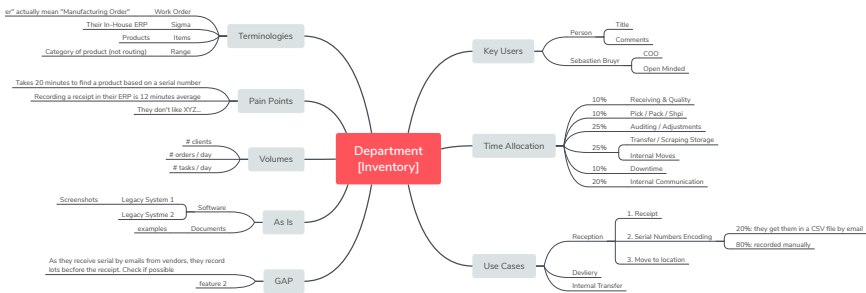 er" actually mean "Manufacturing Order"
Work Order
Their In-House ERP
Sigma
Products
Items
Category of product (not routing)
Range
Terminologies
Takes 20 minutes to find a product based on a serial number
Recording a receipt in their ERP is 12 minutes average
They don't like XYZ...
Pain Points
# clients
# orders / day
# tasks / day
Volumes
Screenshots
Legacy System 1
Legacy Systme 2
Software
examples
Documents
As Is
As they receive serial by emails from vendors, they record
lots becfore the receipt. Check if possible
feature 2
GAP
Department
[Inventory]
Key Users
Person
Title
Comments
Sebastien Bruyr
COO
Open Minded
Time Allocation
10%
Receiving & Quality
10%
Pick / Pack / Shpi
25%
Auditing / Adjustments
25%
Transfer / Scraping Storage
Internal Moves
10%
Downtime
20%
Internal Communication
Use Cases
Reception
1. Receipt
2. Serial Numbers Encoding
20%: they get them in a CSV file by email
80%: recorded manually
3. Move to location
Devliery
Internal Transfer